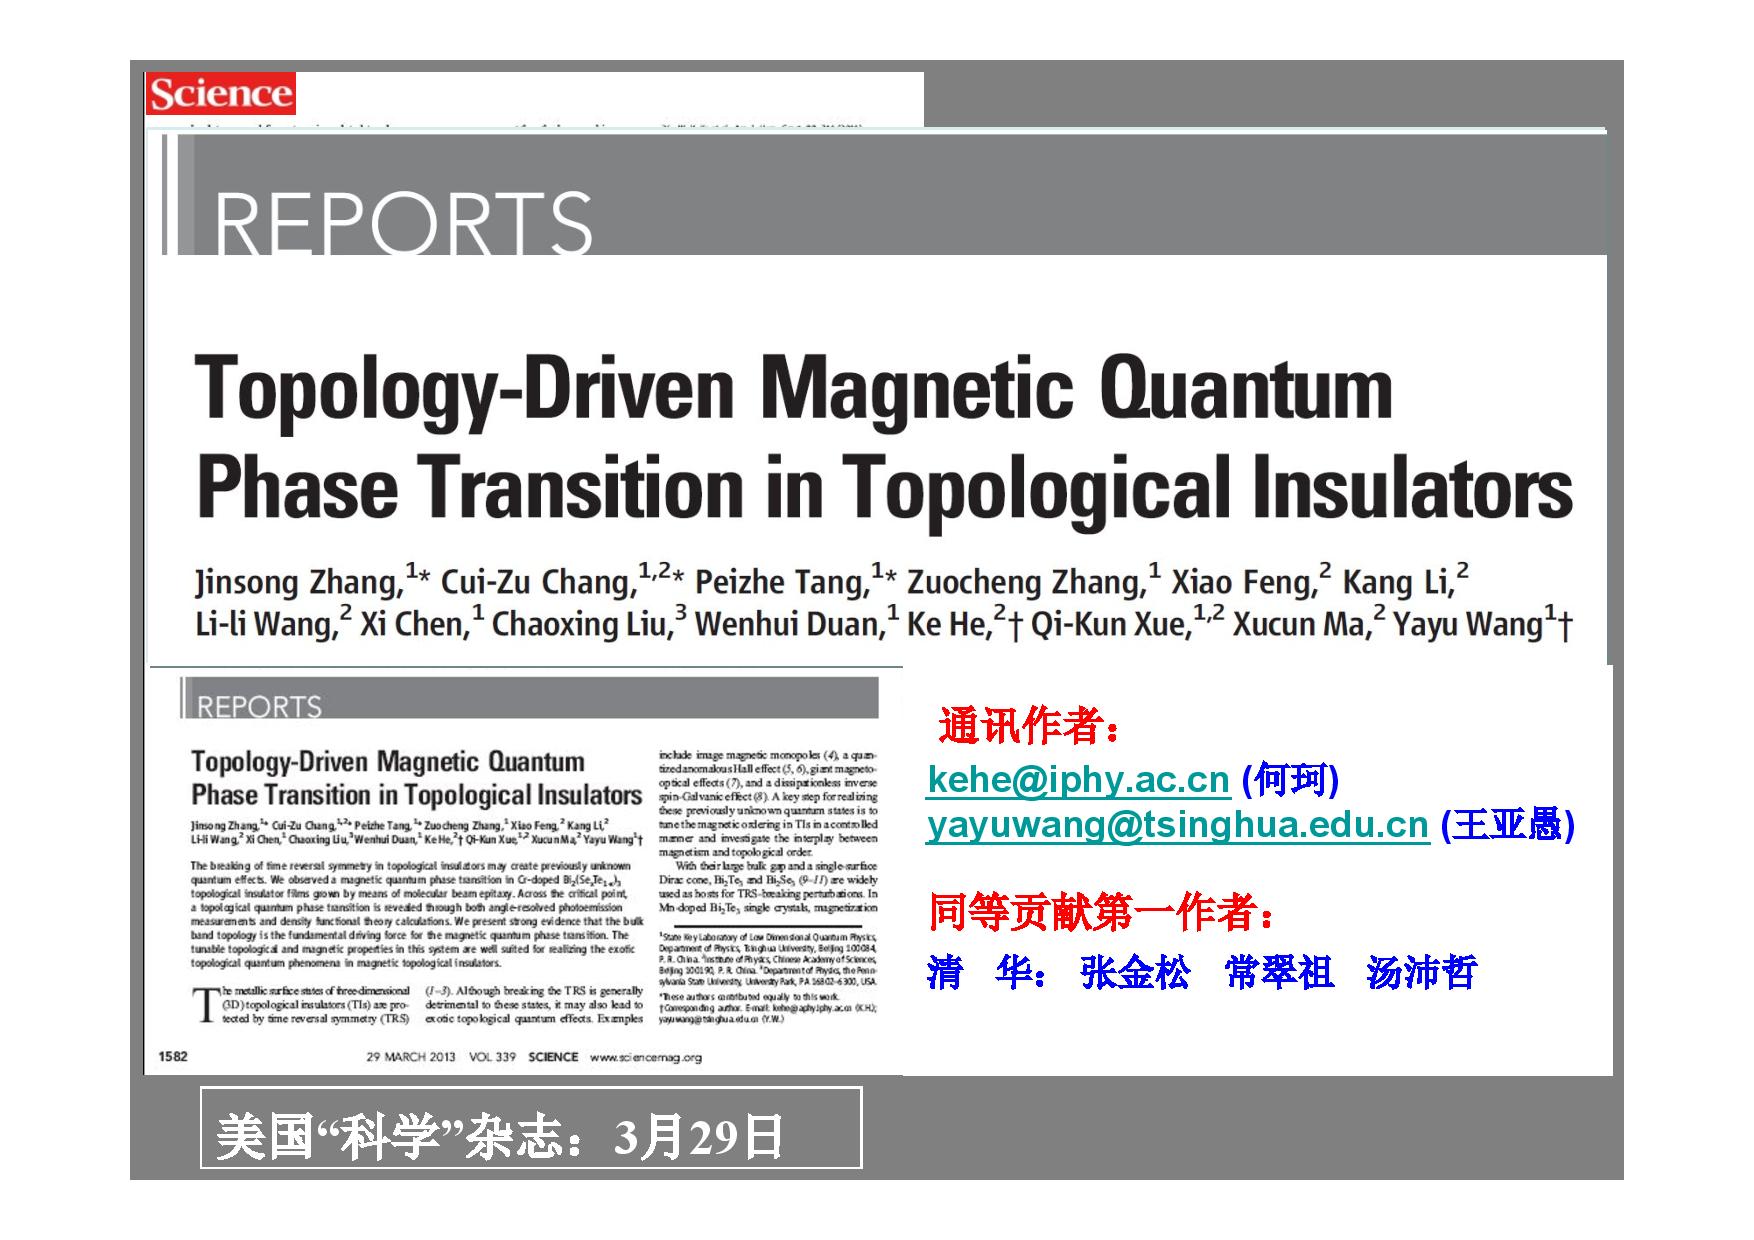 Science
REPORTS
Topology-Driven Magnetic Quantum
Phase Transition in Topological Insulators
Jinsong Zhang,1* Cui-Zu Chang,1,2* Peizhe Tang,1* Zuocheng Zhang,1 Xiao Feng,2 Kang Li,2
Li-li Wang,2 Xi Chen,1 Chaoxing Liu,3 Wenhui Duan,1 Ke He,2† Qi-Kun Xue,1,2 Xucun Ma,2 Yayu Wang1†
REPORTS
Topology-Driven Magnetic Quantum
Phase Transition in Topological Insulators
Jinsong Zhang,1* Cui-Zu Chang,1,2* Peizhe Tang,1* Zuocheng Zhang,1 Xiao Feng,2 Kang Li,2
Li-li Wang,2 Xi Chen,1 Chaoxing Liu,3 Wenhui Duan,1 Ke He,2† Qi-Kun Xue,1,2 Xucun Ma,2 Yayu Wang1†
The breaking of time reversal symmetry in topological insulators may create previously unknown
quantum effects. We observed a magnetic quantum phase transition in Cr-doped Bi2(SexTe1-x)3
topological insulator films grown by means of molecular beam epitaxy. Across the critical point,
a topological quantum phase transition is revealed through both angle-resolved photoemission
measurements and density functional theory calculations. We present strong evidence that the bulk
band topology is the fundamental driving force for the magnetic quantum phase transition. The
tunable topological and magnetic properties in this system are well suited for realizing the exotic
topological quantum phenomena in magnetic topological insulators.
The metallic surface states of three-dimensional
(3D) topological insulators (TIs) are pro-
tected by time reversal symmetry (TRS)
(1–3). Although breaking the TRS is generally
detrimental to these states, it may also lead to
exotic topological quantum effects. Examples
include image magnetic monopoles (4), a quan-
tized anomalous Hall effect (5, 6), giant magneto-
optical effects (7), and a dissipationless inverse
spin-Galvanic effect (8). A key step for realizing
these previously unknown quantum states is to
tune the magnetic ordering in TIs in a controlled
manner and investigate the interplay between
magnetism and topological order.
With their large bulk gap and a single-surface
Dirac cone, Bi2Te3 and Bi2Se3 (9–11) are widely
used as hosts for TRS-breaking perturbations. In
Mn-doped Bi2Te3 single crystals, magnetization
1State Key Laboratory of Low Dimensional Quantum Physics,
Department of Physics, Tsinghua University, Beijing 100084,
P. R. China. 2Institute of Physics, Chinese Academy of Sciences,
Beijing 100190, P. R. China. 3Department of Physics, the Penn-
sylvania State University, University Park, PA 16802–6300, USA.
*These authors contributed equally to this work.
†Corresponding author. E-mail: kehe@aphy.iphy.ac.cn (K.H.);
yayuwang@tsinghua.edu.cn (Y.W.)
1582 29 MARCH 2013 VOL 339 SCIENCE www.sciencemag.org
通讯作者：
kehe@iphy.ac.cn (何珂)
yayuwang@tsinghua.edu.cn (王亚愚)
同等贡献第一作者：
清 华： 张金松 常翠祖 汤沛哲
美国“科学”杂志：3月29日